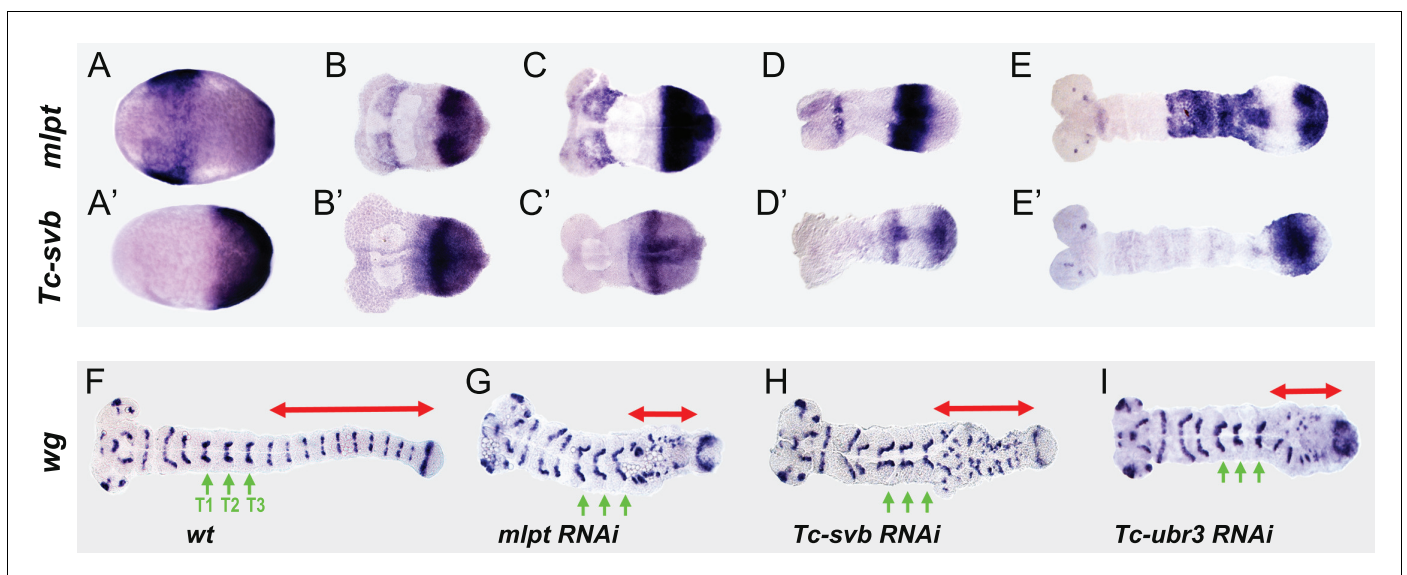 A B C D E
mlpt
A’ B’ C’ D’ E’
Tc-svb
F G H I
wg
T1 T2 T3
wt mlpt RNAi Tc-svb RNAi Tc-ubr3 RNAi